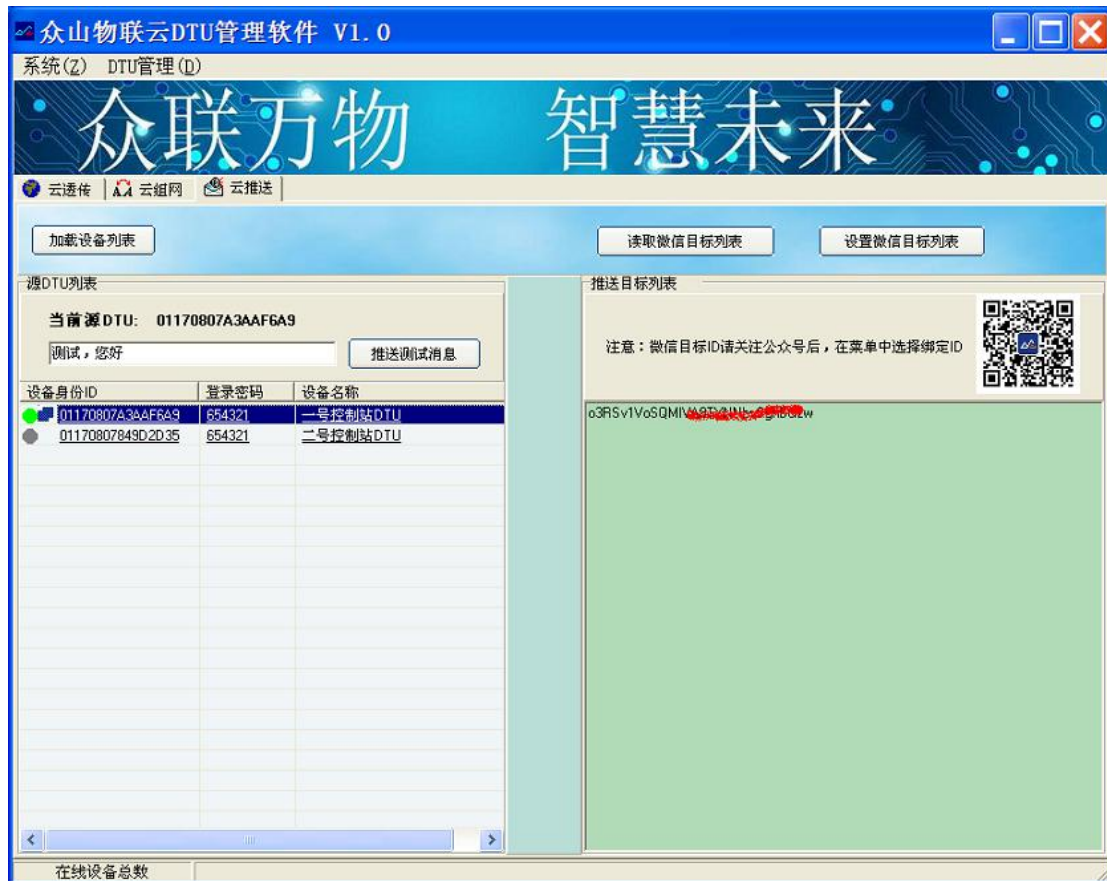 众山物联云DTU管理软件 V1.0
系统(Z) DTU管理(D)
众联万物 智慧未来
云透传 云组网 云推送
加载设备列表 读取微信目标列表 设置微信目标列表
源DTU列表
当前源DTU: 01170807A3AAF6A9
测试，您好 推送测试消息
设备身份ID 登录密码 设备名称
01170807A3AAF6A9 654321 一号控制站DTU
01170807849D2D35 654321 二号控制站DTU
推送目标列表
注意：微信目标ID请关注公众号后，在菜单中选择绑定ID
在线设备总数